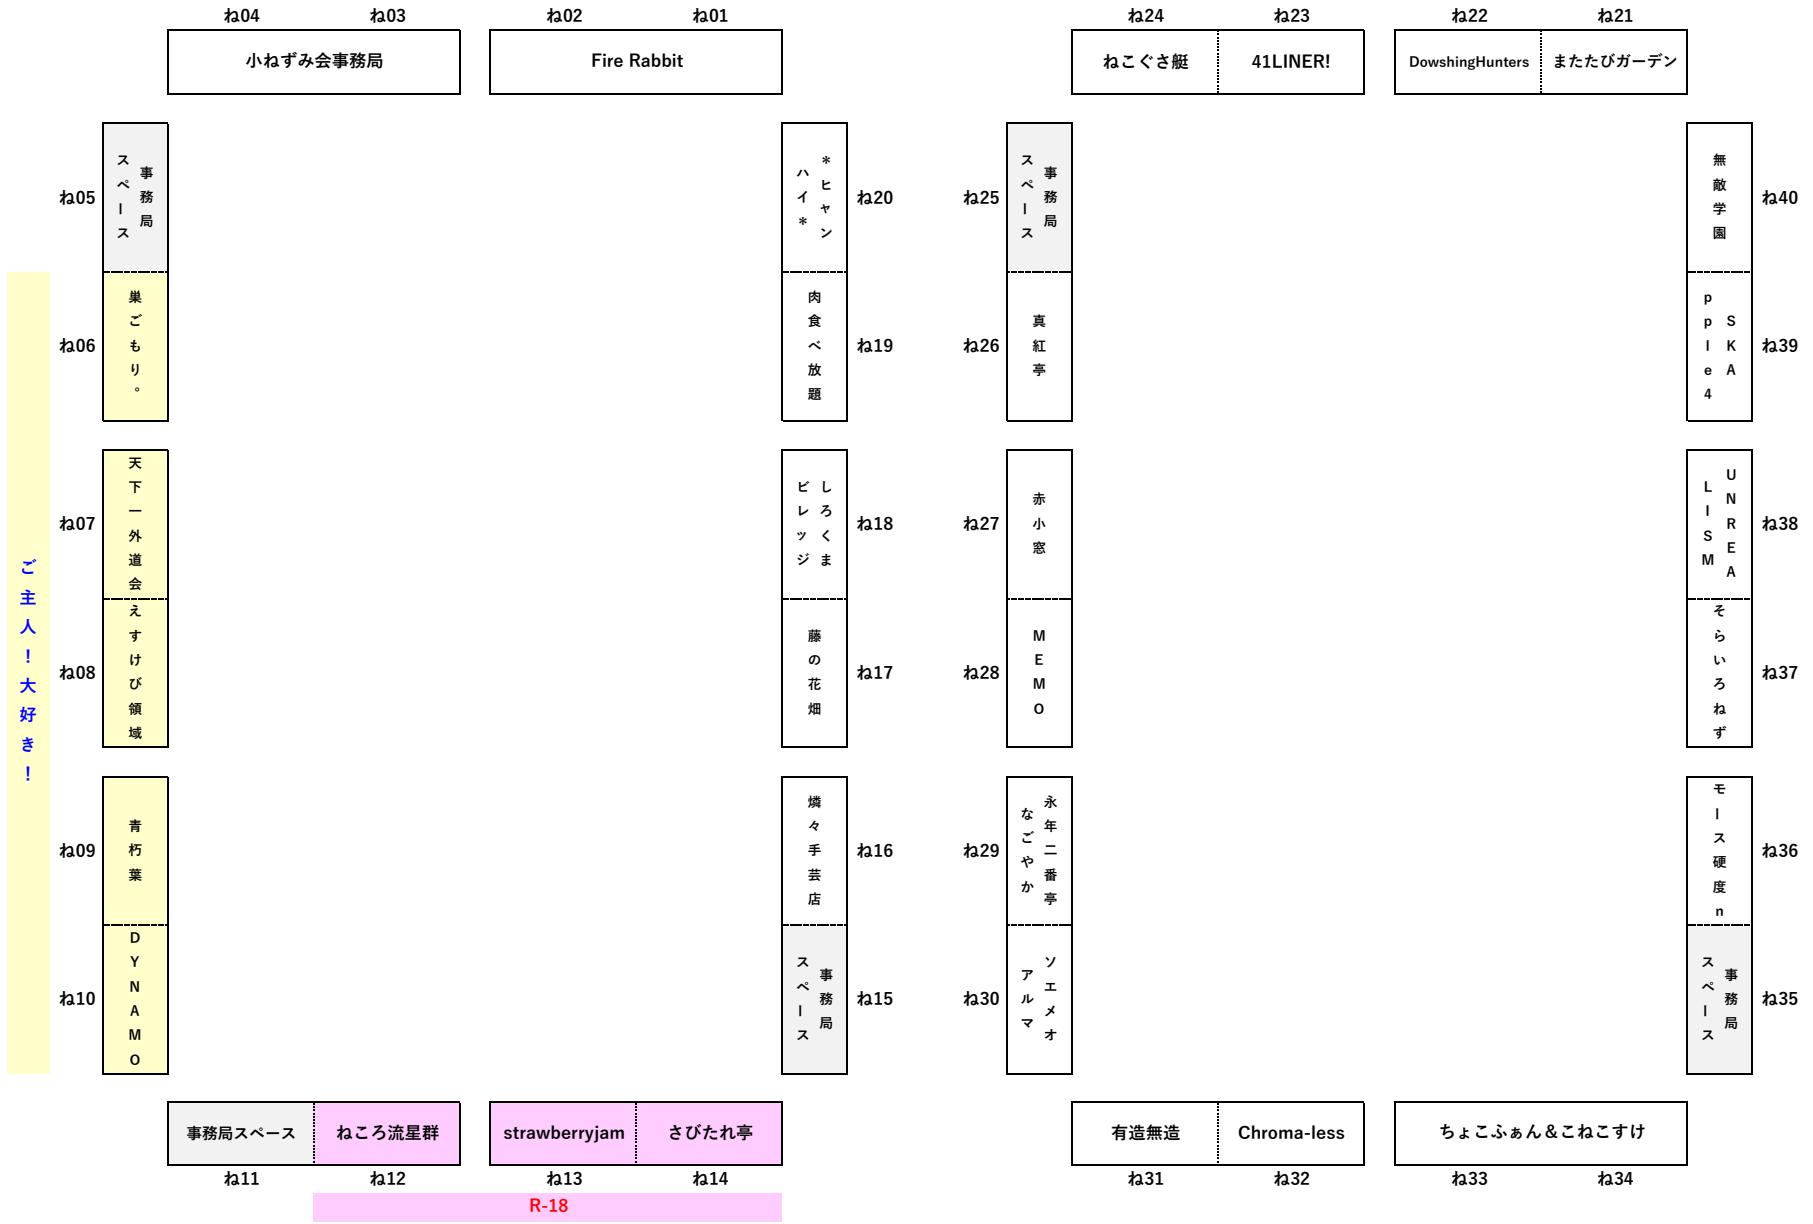 ね04 ね03 ね02 ね01 ね24 ね23 ね22 ね21
小ねずみ会事務局 Fire Rabbit ねこぐさ艇 41LINER! DowshingHunters またたびガーデン
ね05 事務局スペース
ね06 巣ごもり。
ね07 天下一外道会
ね08 えすけび領域
ね09 青朽葉
ね10 DYNAMO
ご主人！大好き！
＊ヒャンハイ＊ ね20
肉食べ放題 ね19
しろくまビレッジ ね18
藤の花畑 ね17
燐々手芸店 ね16
事務局スペース ね15
ね25 事務局スペース
ね26 真紅亭
ね27 赤小窓
ね28 MEMO
ね29 永年二番亭なごやか
ね30 ソエメオアルマ
無敵学園 ね40
SKApple4 ね39
UNREALISM ね38
そらいろねず ね37
モース硬度n ね36
事務局スペース ね35
事務局スペース ねころ流星群 strawberryjam さびたれ亭 有造無造 Chroma-less ちょこふぁん＆こねこすけ
ね11 ね12 ね13 ね14 ね31 ね32 ね33 ね34
R-18